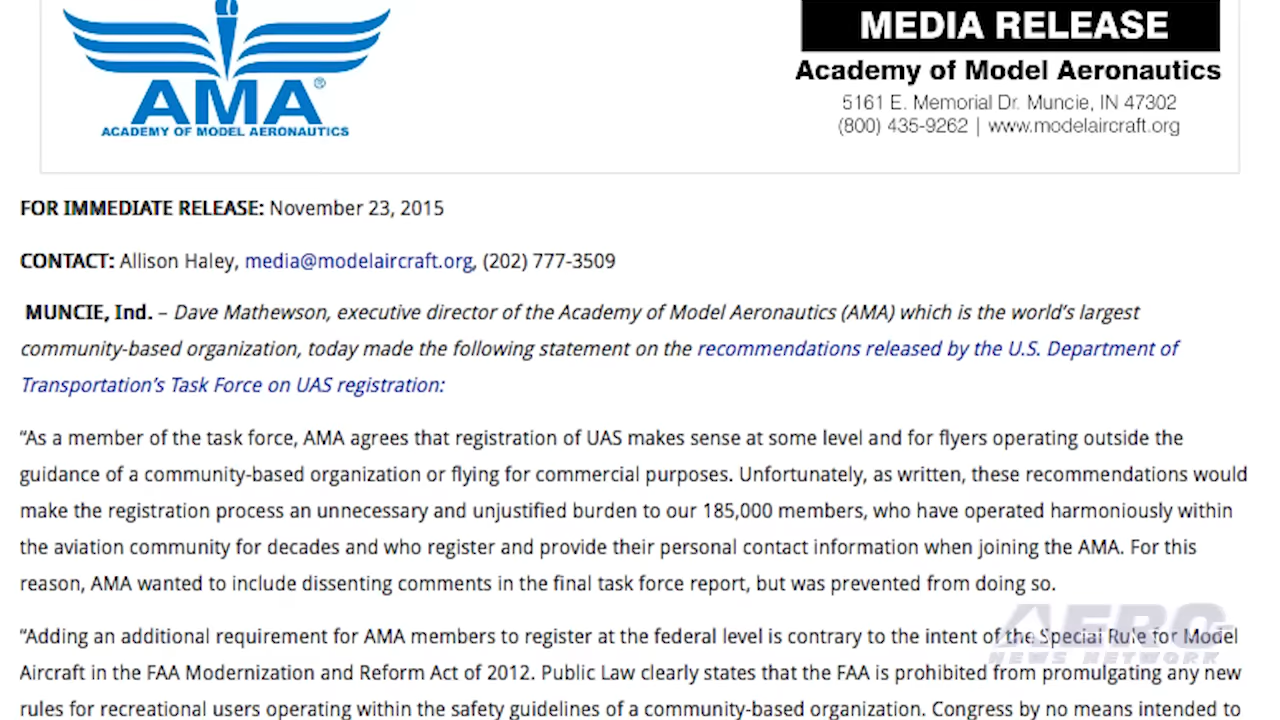 AMA®
ACADEMY OF MODEL AERONAUTICS
MEDIA RELEASE
Academy of Model Aeronautics
5161 E. Memorial Dr. Muncie, IN 47302
(800) 435-9262 | www.modelaircraft.org
FOR IMMEDIATE RELEASE: November 23, 2015
CONTACT: Allison Haley, media@modelaircraft.org, (202) 777-3509
MUNCIE, Ind. – Dave Mathewson, executive director of the Academy of Model Aeronautics (AMA) which is the world's largest
community-based organization, today made the following statement on the recommendations released by the U.S. Department of
Transportation's Task Force on UAS registration:
“As a member of the task force, AMA agrees that registration of UAS makes sense at some level and for flyers operating outside the
guidance of a community-based organization or flying for commercial purposes. Unfortunately, as written, these recommendations would
make the registration process an unnecessary and unjustified burden to our 185,000 members, who have operated harmoniously within
the aviation community for decades and who register and provide their personal contact information when joining the AMA. For this
reason, AMA wanted to include dissenting comments in the final task force report, but was prevented from doing so.
“Adding an additional requirement for AMA members to register at the federal level is contrary to the intent of the Special Rule for Model
Aircraft in the FAA Modernization and Reform Act of 2012. Public Law clearly states that the FAA is prohibited from promulgating any new
rules for recreational users operating within the safety guidelines of a community-based organization. Congress by no means intended to
AERO
NEWS NETWORK